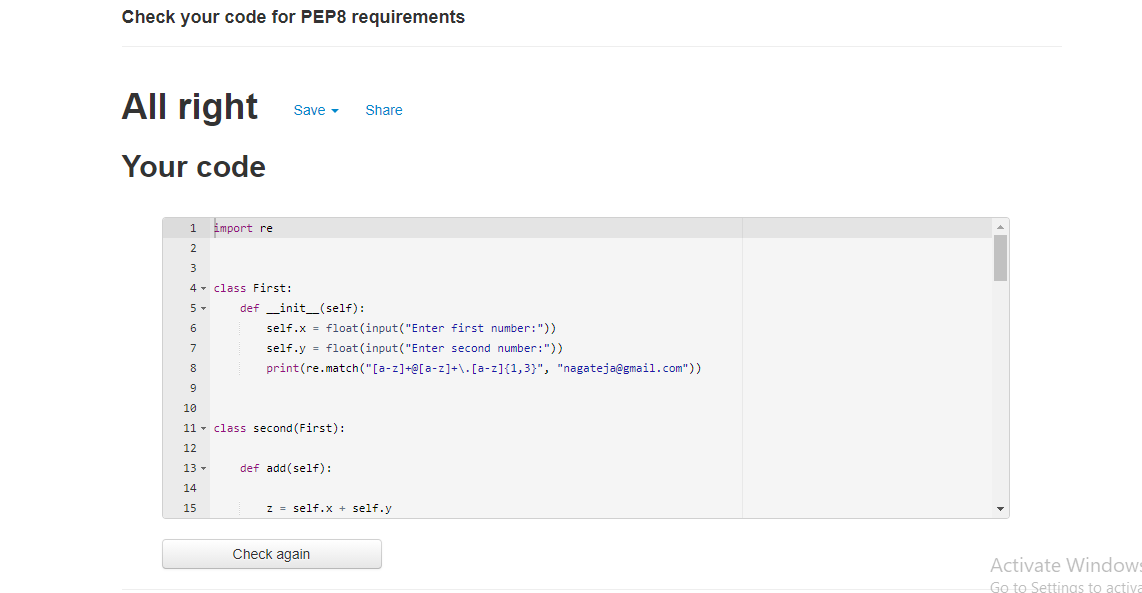 Check your code for PEP8 requirements
All right Save Share
Your code
1 import re
2
3
4 class First:
5 def __init__(self):
6 self.x = float(input("Enter first number:"))
7 self.y = float(input("Enter second number:"))
8 print(re.match("[a-z]+@[a-z]+\.[a-z]{1,3}", "nagateja@gmail.com"))
9
10
11 class second(First):
12
13 def add(self):
14
15 z = self.x + self.y
Check again
Activate Windows
Go to Settings to activa